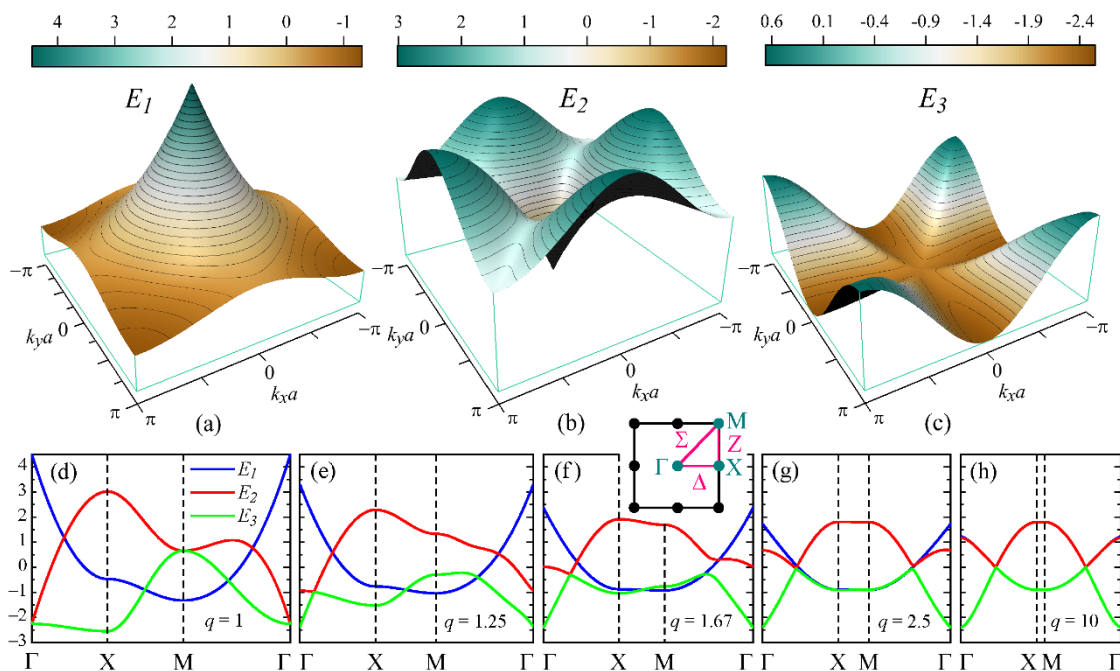 4 3 2 1 0 -1
3 2 1 0 -1 -2
0.6 0.1 -0.4 -0.9 -1.4 -1.9 -2.4
E1
E2
E3
−π 0 π kya
π 0 −π kxa
(a)
−π 0 π kya
π 0 −π kxa
(b)
−π 0 π kya
π 0 −π kxa
(c)
Σ M Z Γ X Δ
(d)
E1
E2
E3
q = 1
4
3
2
1
0
−1
−2
−3
Γ X M Γ
(e)
q = 1.25
Γ X M Γ
(f)
q = 1.67
Γ X M Γ
(g)
q = 2.5
Γ X M Γ
(h)
q = 10
Γ X M Γ